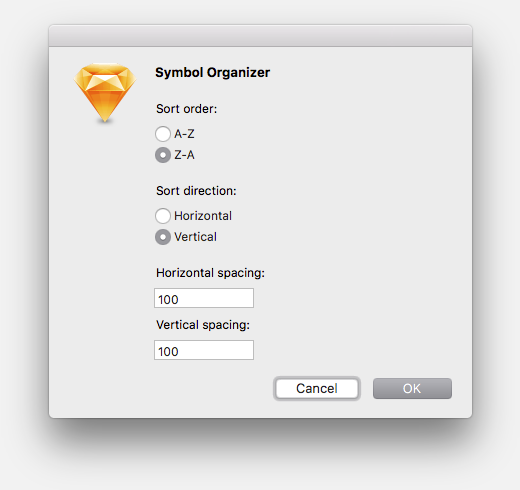 Symbol Organizer
Sort order:
A-Z
Z-A
Sort direction:
Horizontal
Vertical
Horizontal spacing:
100
Vertical spacing:
100
Cancel OK